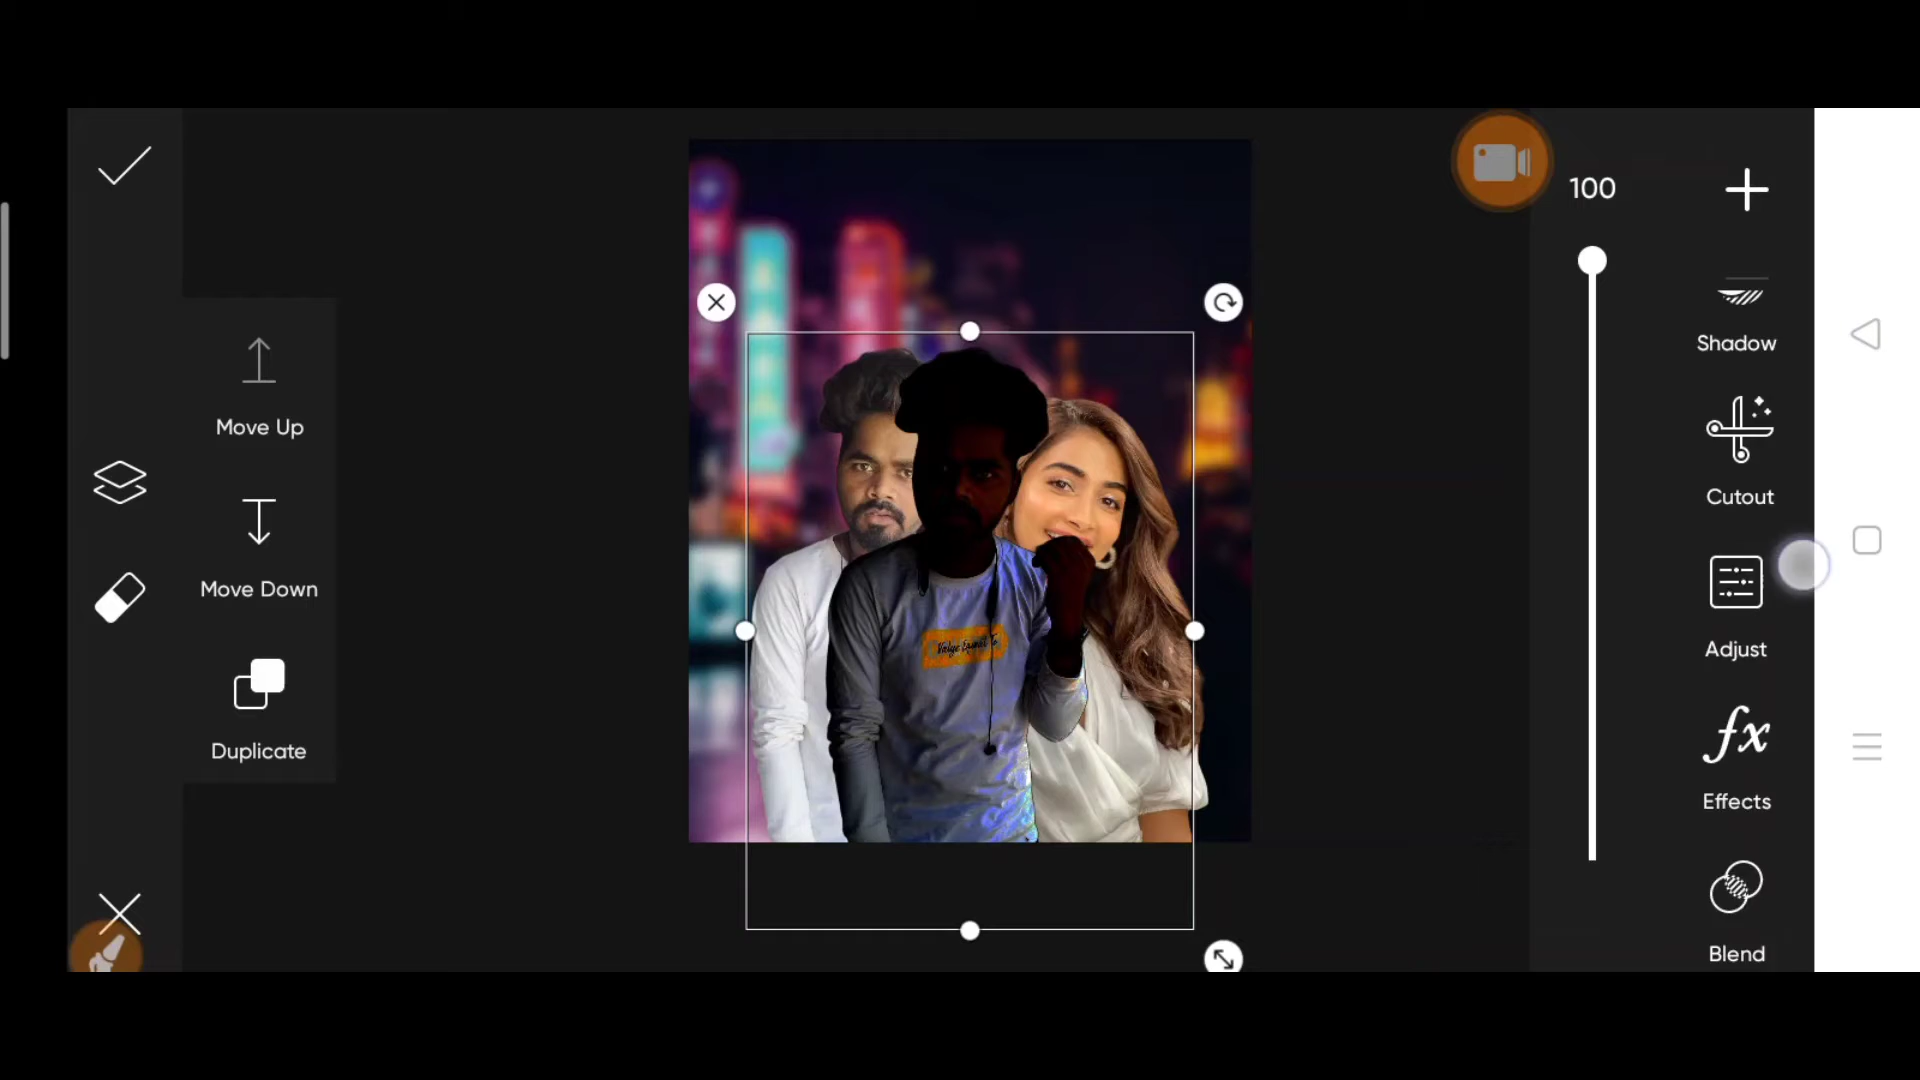 100
Shadow
Move Up
Cutout
Move Down
Adjust
Duplicate
Effects
Blend